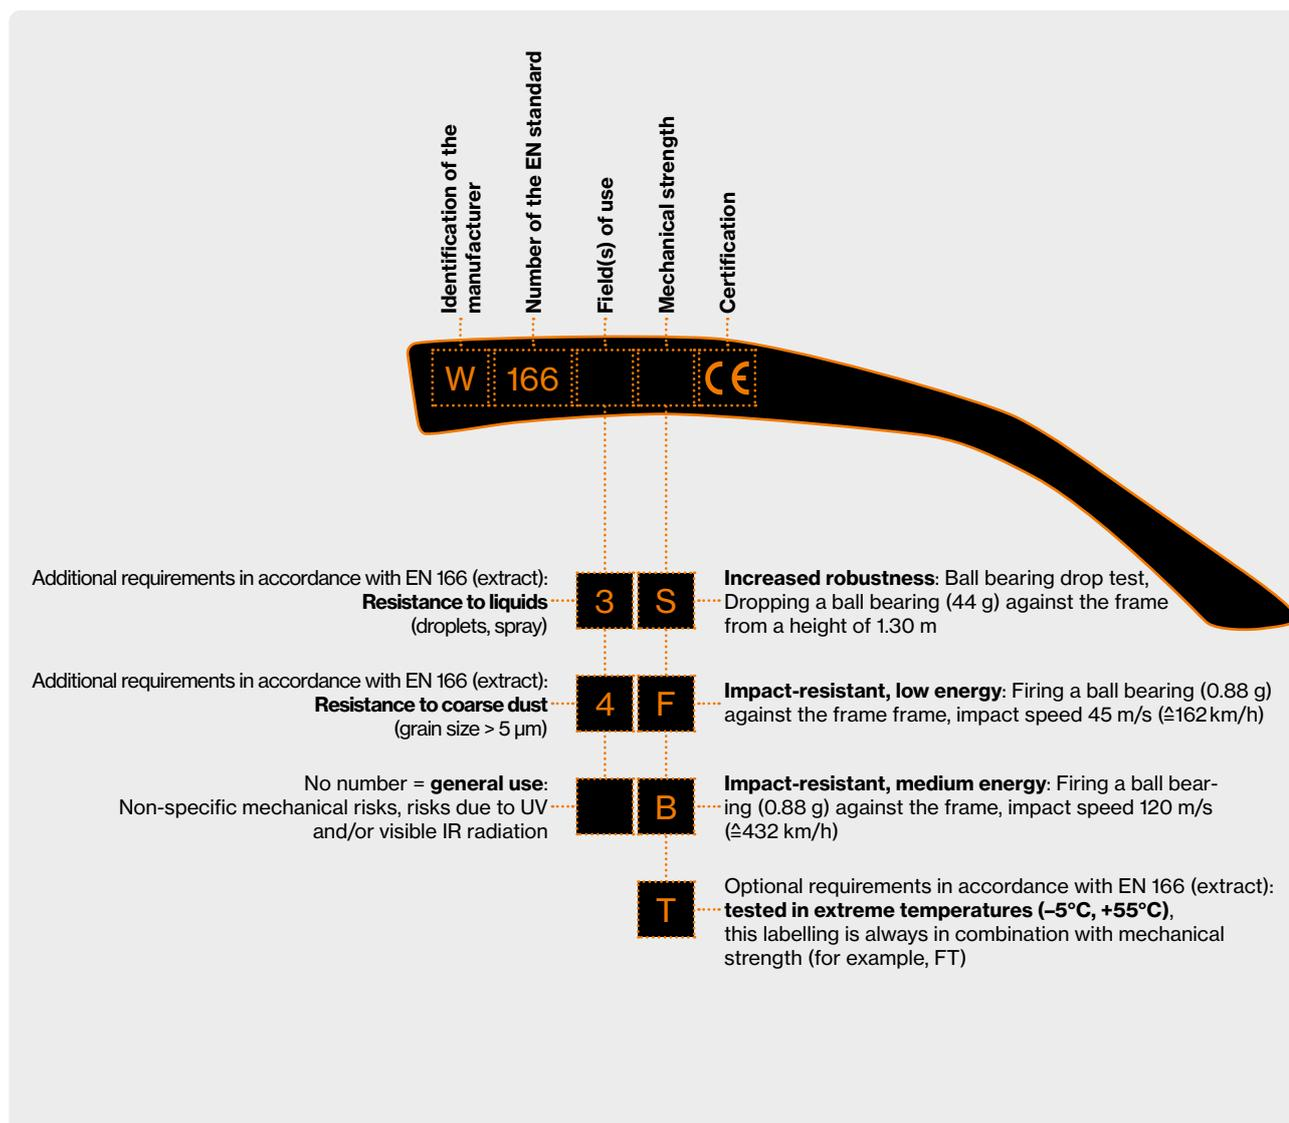 Identification of the
manufacturer
Number of the EN standard
Field(s) of use
Mechanical strength
Certification
W
166
CE
Additional requirements in accordance with EN 166 (extract):
Resistance to liquids
(droplets, spray)
3
S
Increased robustness: Ball bearing drop test,
Dropping a ball bearing (44 g) against the frame
from a height of 1.30 m
Additional requirements in accordance with EN 166 (extract):
Resistance to coarse dust
(grain size > 5 µm)
4
F
Impact-resistant, low energy: Firing a ball bearing (0.88 g)
against the frame frame, impact speed 45 m/s (≙162 km/h)
No number = general use:
Non-specific mechanical risks, risks due to UV
and/or visible IR radiation
B
Impact-resistant, medium energy: Firing a ball bear-
ing (0.88 g) against the frame, impact speed 120 m/s
(≙432 km/h)
T
Optional requirements in accordance with EN 166 (extract):
tested in extreme temperatures (–5°C, +55°C),
this labelling is always in combination with mechanical
strength (for example, FT)